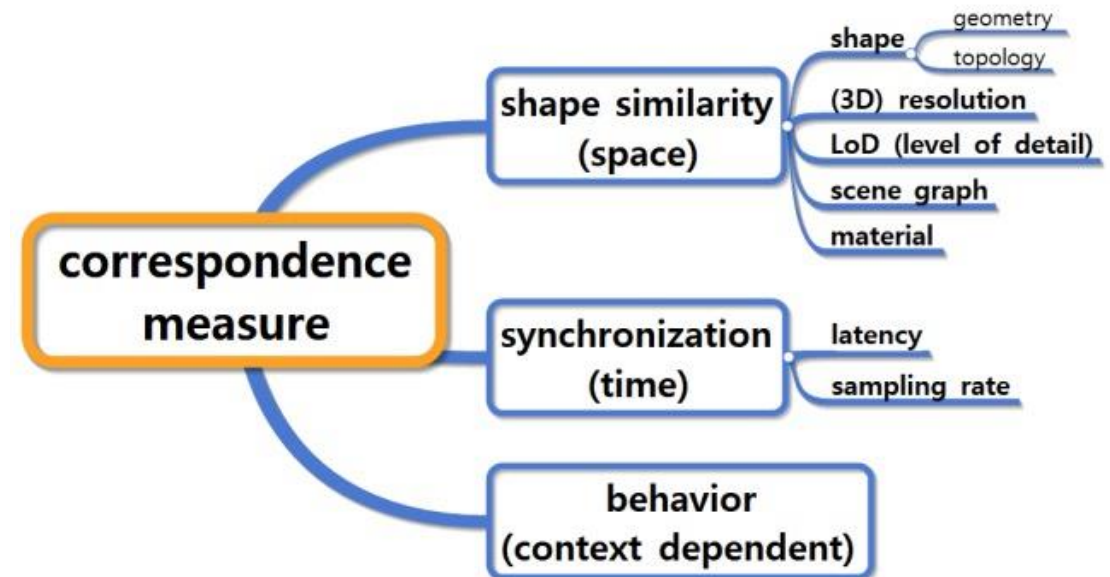 correspondence
measure
shape similarity
(space)
shape
geometry
topology
(3D) resolution
LoD (level of detail)
scene graph
material
synchronization
(time)
latency
sampling rate
behavior
(context dependent)